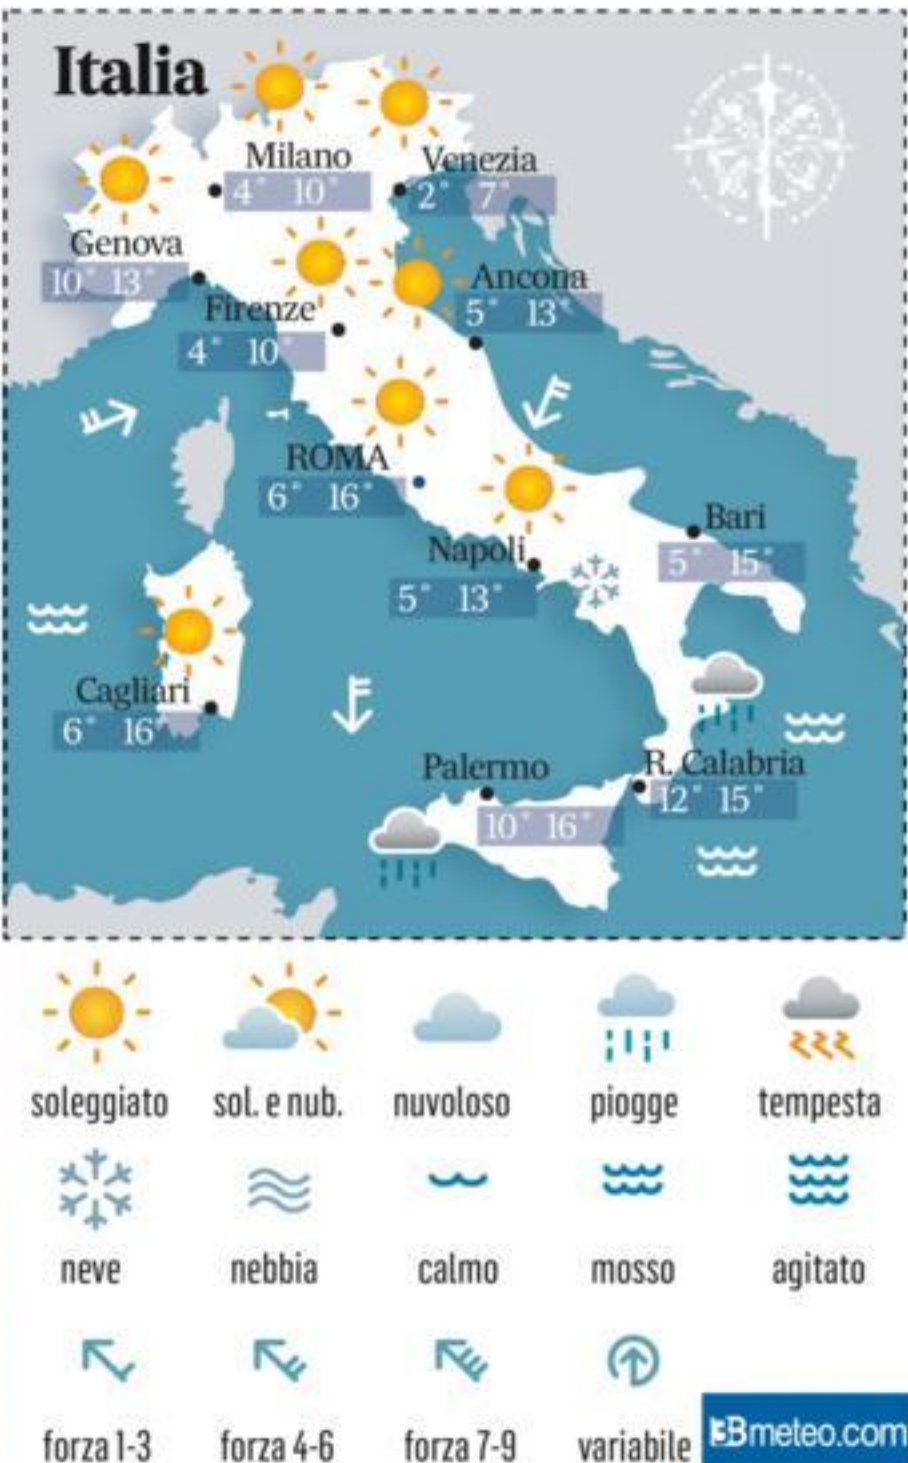 Italia
Milano
4° 10°
Venezia
2° 7°
Genova
10° 13°
Ancona
5° 13°
Firenze
4° 10°
ROMA
6° 16°
Bari
5° 15°
Napoli
5° 13°
Cagliari
6° 16°
Palermo
10° 16°
R. Calabria
12° 15°
soleggiato sol. e nub. nuvoloso piogge tempesta
neve nebbia calmo mosso agitato
forza 1-3 forza 4-6 forza 7-9 variabile
3Bmeteo.com